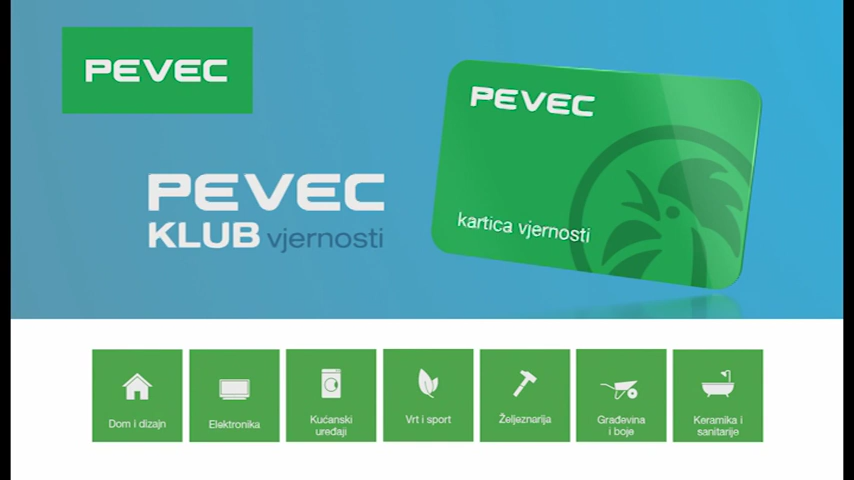 PEVEC
PEVEC
KLUB vjernosti
PEVEC
kartica vjernosti
Dom i dizajn
Elektronika
Kućanski
uređaji
Vrt i sport
Željeznarija
Građevina
i boje
Keramika i
sanitarije